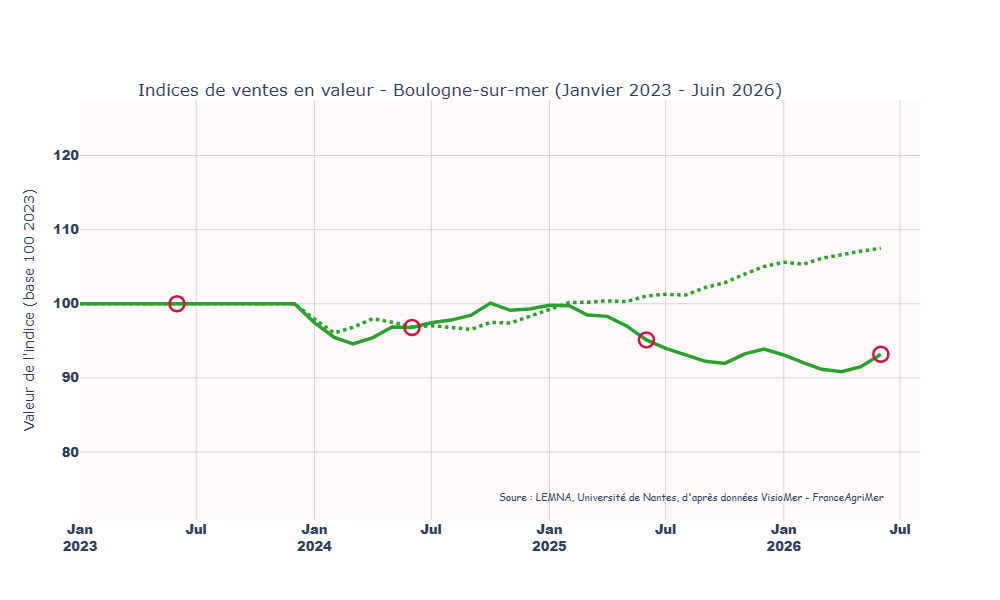 Indices de ventes en valeur - Boulogne-sur-mer (Janvier 2023 - Juin 2026)
Valeur de l'indice (base 100 2023)
120
110
100
90
80
Soure : LEMNA, Université de Nantes, d'après données VisioMer - FranceAgriMer
Jan Jul Jan Jul Jan Jul Jan Jul
2023 2024 2025 2026